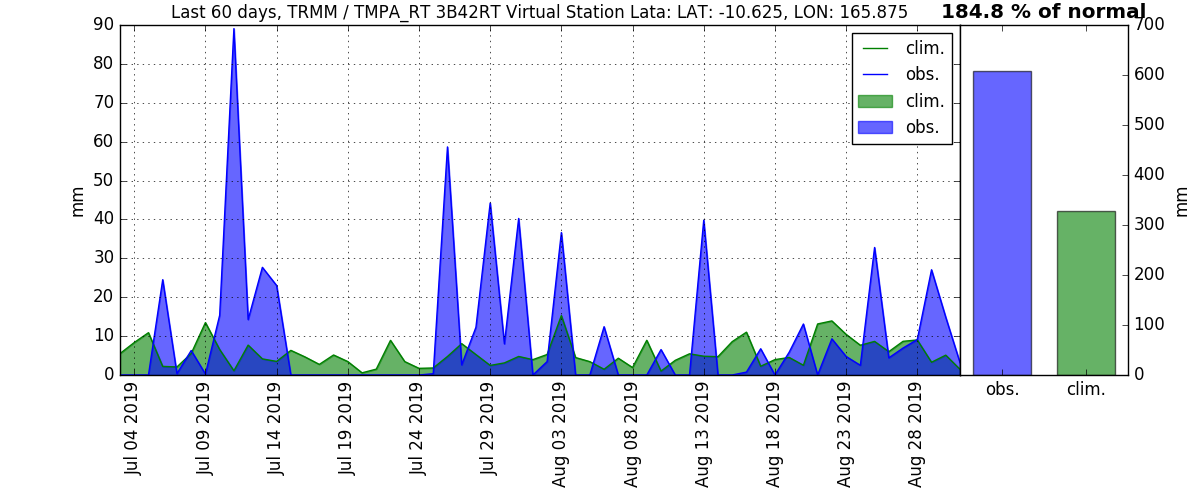 Last 60 days, TRMM / TMPA_RT 3B42RT Virtual Station Lata: LAT: -10.625, LON: 165.875
184.8 % of normal
90
80
70
60
50
40
30
20
10
0
mm
clim.
obs.
clim.
obs.
700
600
500
400
300
200
100
0
mm
Jul 04 2019
Jul 09 2019
Jul 14 2019
Jul 19 2019
Jul 24 2019
Jul 29 2019
Aug 03 2019
Aug 08 2019
Aug 13 2019
Aug 18 2019
Aug 23 2019
Aug 28 2019
obs.
clim.